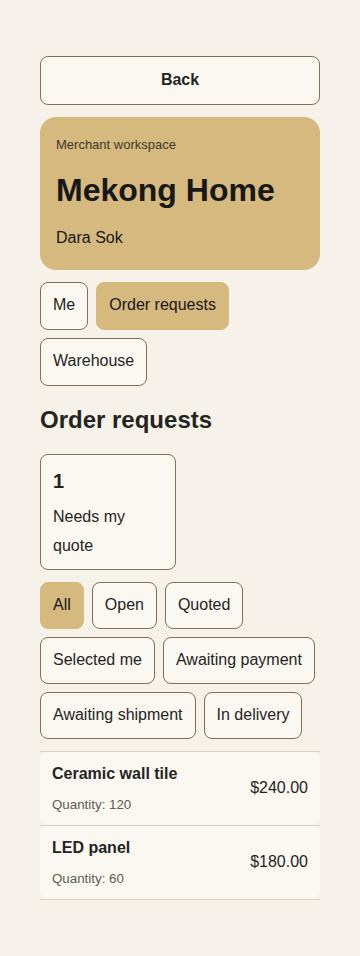 Back
Merchant workspace
Mekong Home
Dara Sok
Me
Order requests
Warehouse
Order requests
1
Needs my
quote
All
Open
Quoted
Selected me
Awaiting payment
Awaiting shipment
In delivery
Ceramic wall tile
Quantity: 120
$240.00
LED panel
Quantity: 60
$180.00